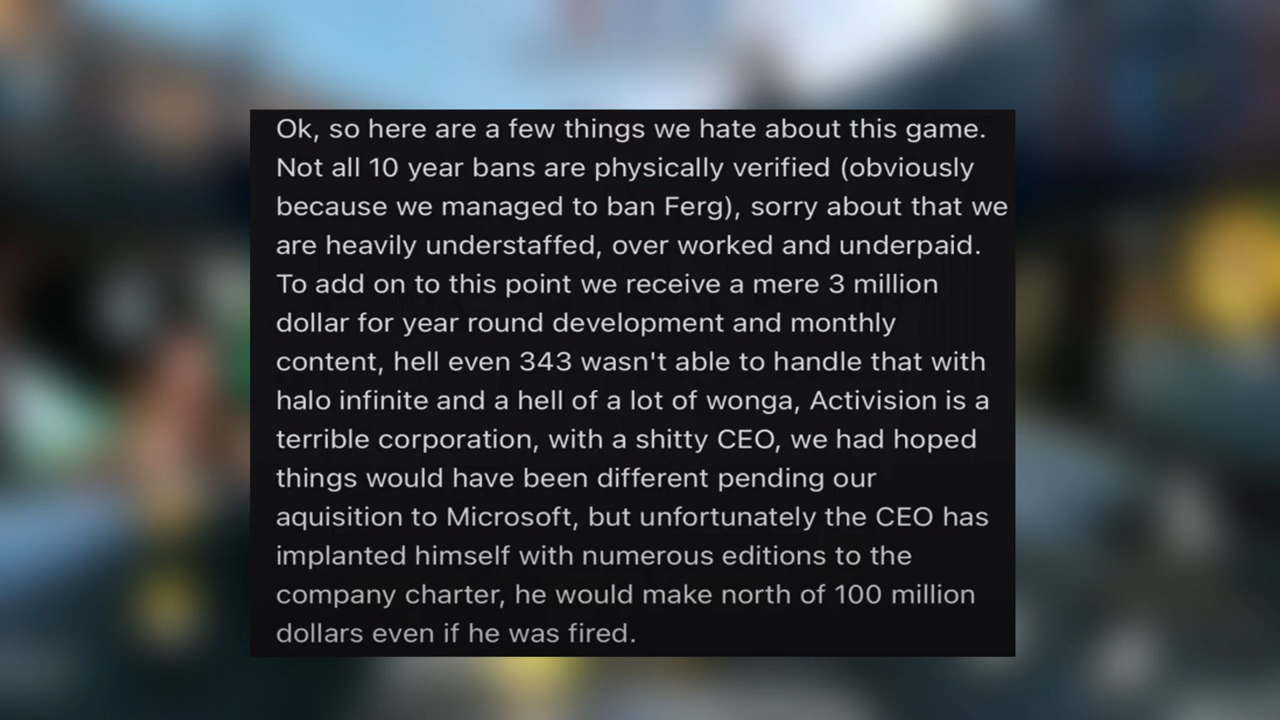 Ok, so here are a few things we hate about this game.
Not all 10 year bans are physically verified (obviously
because we managed to ban Ferg), sorry about that we
are heavily understaffed, over worked and underpaid.
To add on to this point we receive a mere 3 million
dollar for year round development and monthly
content, hell even 343 wasn't able to handle that with
halo infinite and a hell of a lot of wonga, Activision is a
terrible corporation, with a shitty CEO, we had hoped
things would have been different pending our
aquisition to Microsoft, but unfortunately the CEO has
implanted himself with numerous editions to the
company charter, he would make north of 100 million
dollars even if he was fired.